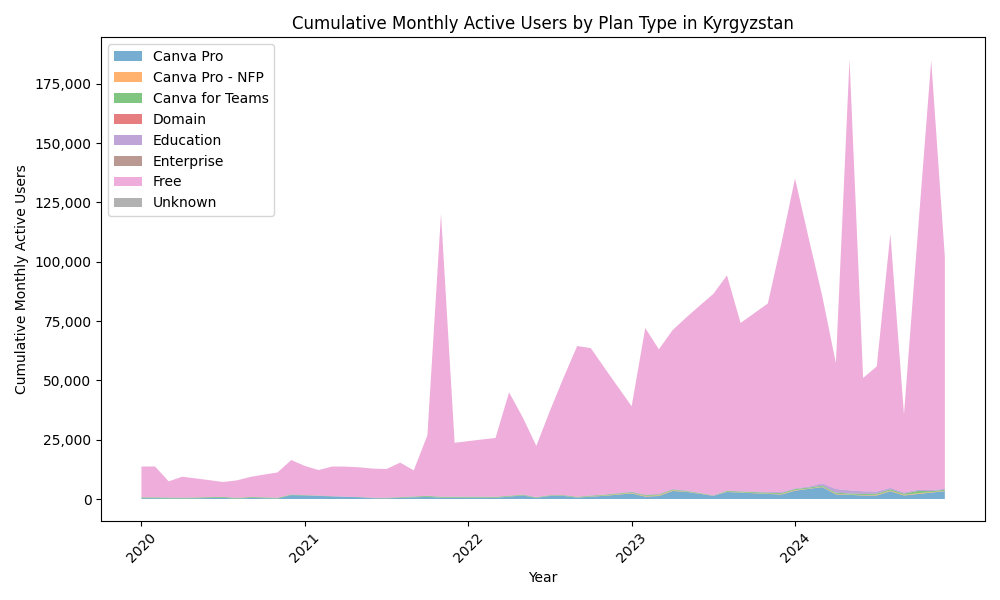 Cumulative Monthly Active Users by Plan Type in Kyrgyzstan
Canva Pro
Canva Pro - NFP
Canva for Teams
Domain
Education
Enterprise
Free
Unknown
175,000
150,000
125,000
100,000
75,000
50,000
25,000
0
Cumulative Monthly Active Users
2020
2021
2022
2023
2024
Year